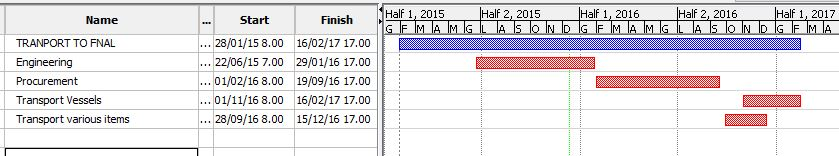 Name ... Start Finish Half 1, 2015 Half 2, 2015 Half 1, 2016 Half 2, 2016 Half 1, 2017
G F M A M G L A S O N D G F M A M G L A S O N D G F M A
TRANPORT TO FNAL ... 28/01/15 8.00 16/02/17 17.00
Engineering ... 22/06/15 7.00 29/01/16 17.00
Procurement ... 01/02/16 8.00 19/09/16 17.00
Transport Vessels ... 01/11/16 8.00 16/02/17 17.00
Transport various items ... 28/09/16 8.00 15/12/16 17.00